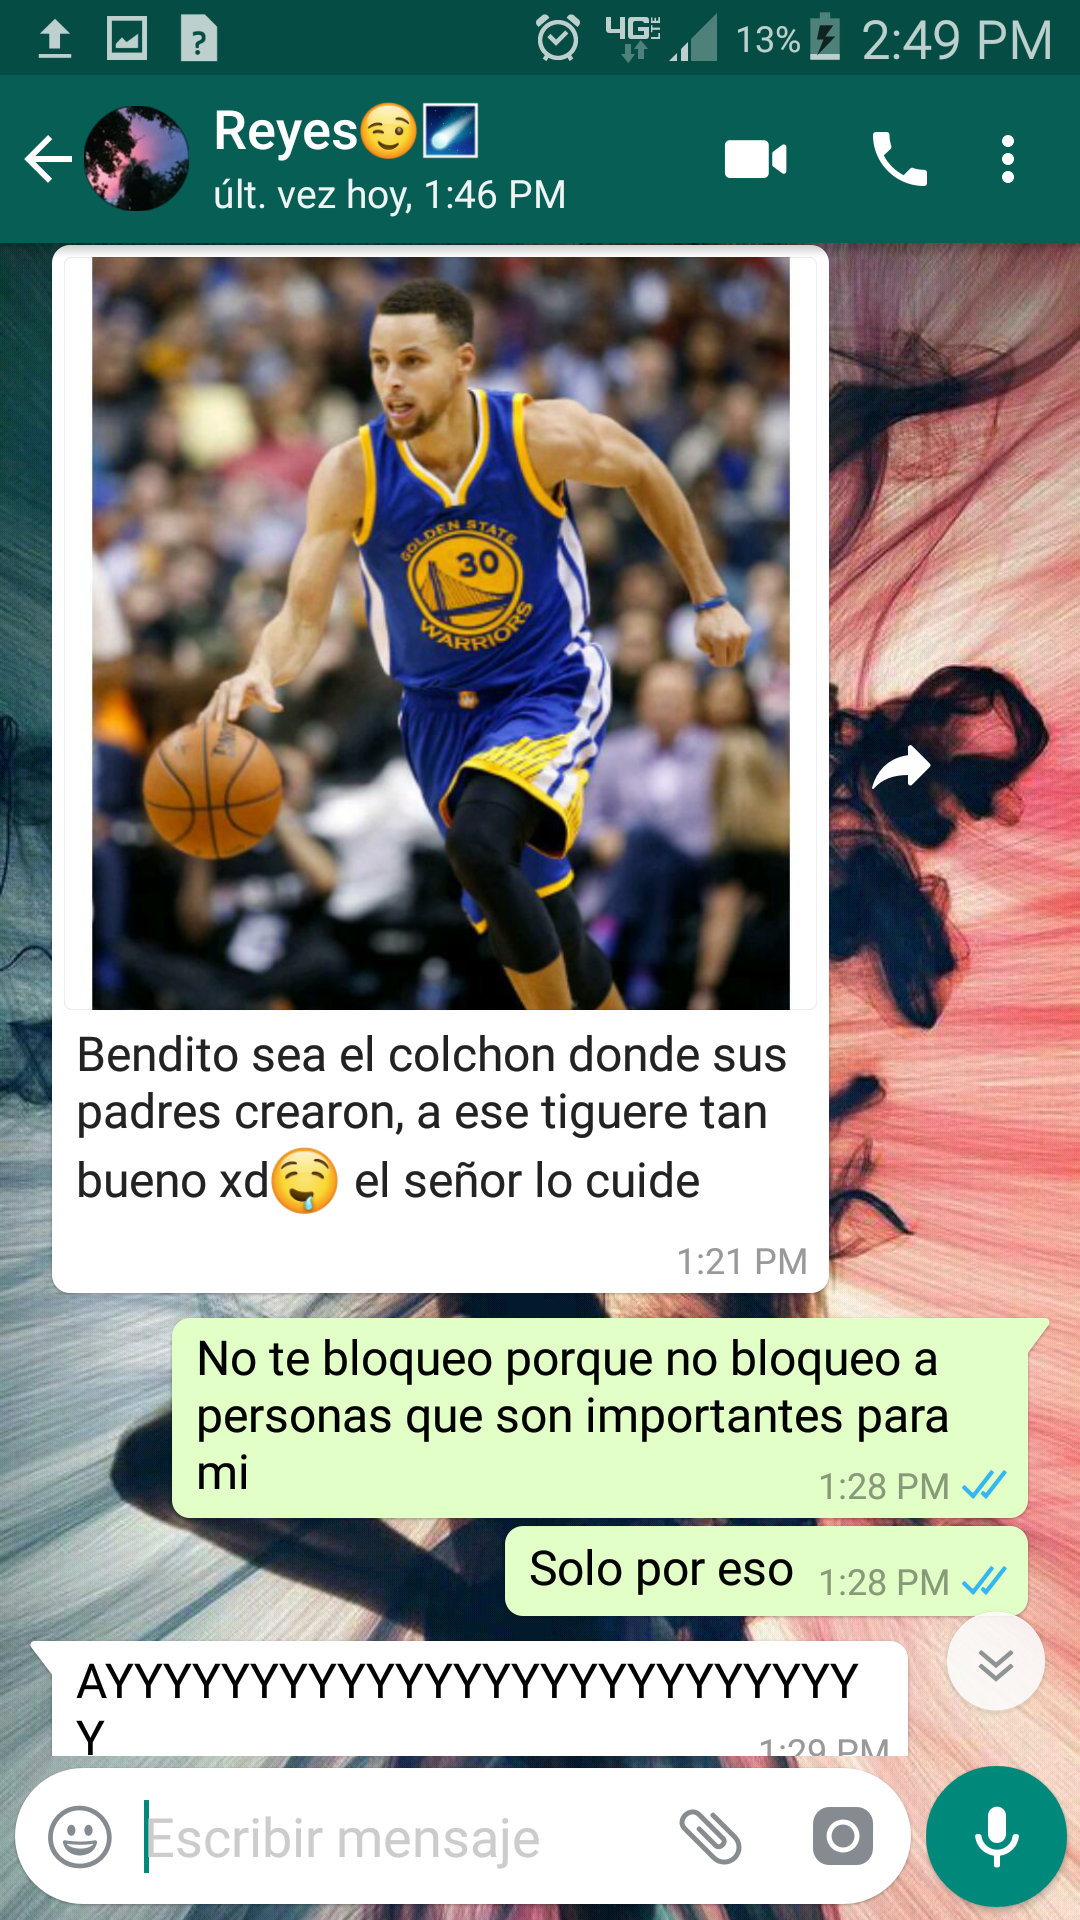 4G LTE 13% 2:49 PM
Reyes😉🌠
últ. vez hoy, 1:46 PM
GOLDEN STATE
30
WARRIORS
Bendito sea el colchon donde sus
padres crearon, a ese tiguere tan
bueno xd🤤 el señor lo cuide
1:21 PM
No te bloqueo porque no bloqueo a
personas que son importantes para
mi
1:28 PM
Solo por eso 1:28 PM
AYYYYYYYYYYYYYYYYYYYYYYYYYY
Y
1:29 PM
Escribir mensaje